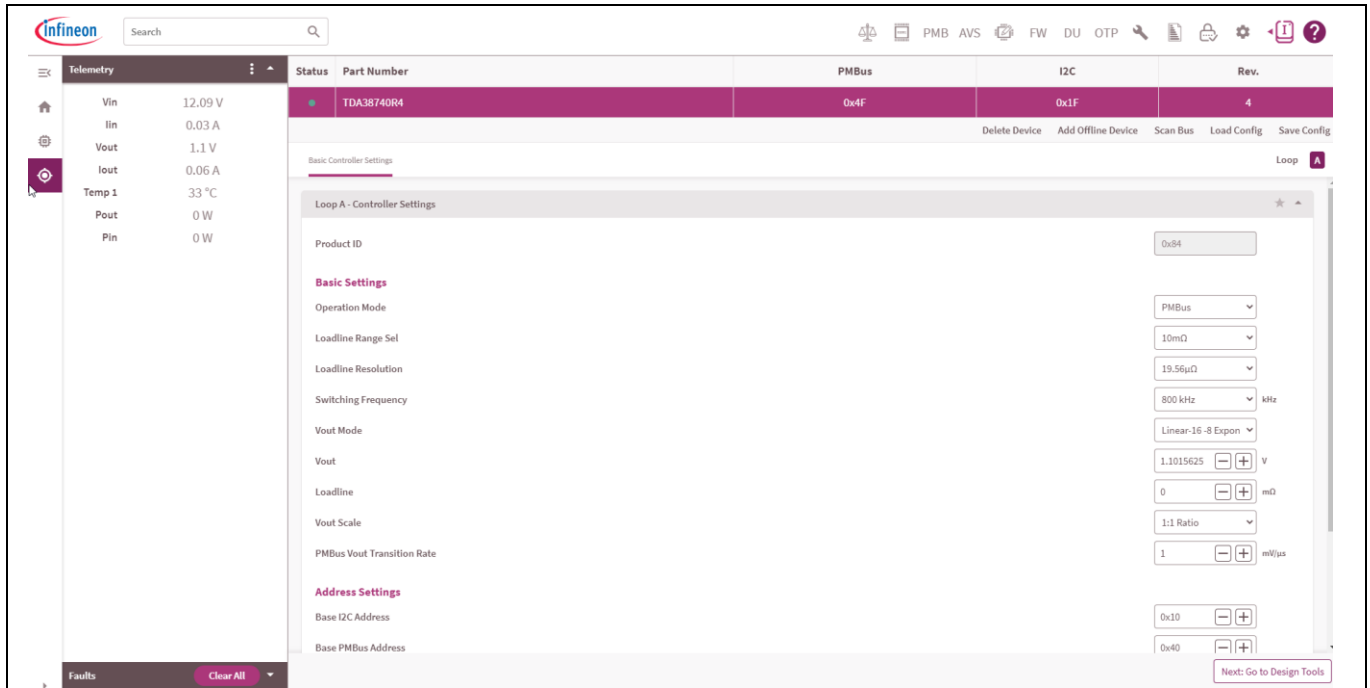 infineon
Search
PMB AVS FW DU OTP
Telemetry
Vin 12.09 V
Iin 0.03 A
Vout 1.1 V
Iout 0.06 A
Temp 1 33 °C
Pout 0 W
Pin 0 W
Faults Clear All
Status Part Number PMBus I2C Rev.
TDA38740R4 0x4F 0x1F 4
Delete Device Add Offline Device Scan Bus Load Config Save Config
Basic Controller Settings Loop A
Loop A - Controller Settings
Product ID 0x84
Basic Settings
Operation Mode PMBus
Loadline Range Sel 10mΩ
Loadline Resolution 19.56µΩ
Switching Frequency 800 kHz kHz
Vout Mode Linear-16 -8 Expon
Vout 1.1015625 V
Loadline 0 mΩ
Vout Scale 1:1 Ratio
PMBus Vout Transition Rate 1 mV/µs
Address Settings
Base I2C Address 0x10
Base PMBus Address 0x40
Next: Go to Design Tools